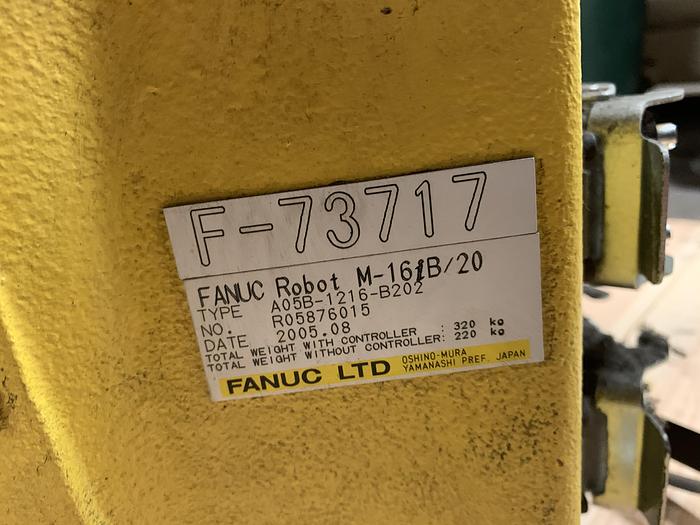 F-73717
FANUC Robot M-16iB/20
TYPE A05B-1216-B202
NO. R05876015
DATE 2005.08
TOTAL WEIGHT WITH CONTROLLER : 320 kg
TOTAL WEIGHT WITHOUT CONTROLLER: 220 kg
FANUC LTD OSHINO-MURA
YAMANASHI PREF. JAPAN